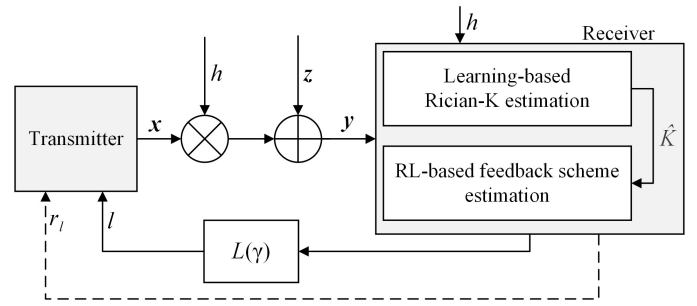 h
Receiver
h
z
Learning-based
Rician-K estimation
Transmitter
x
y
K̂
RL-based feedback scheme
estimation
r_l
l
L(γ)